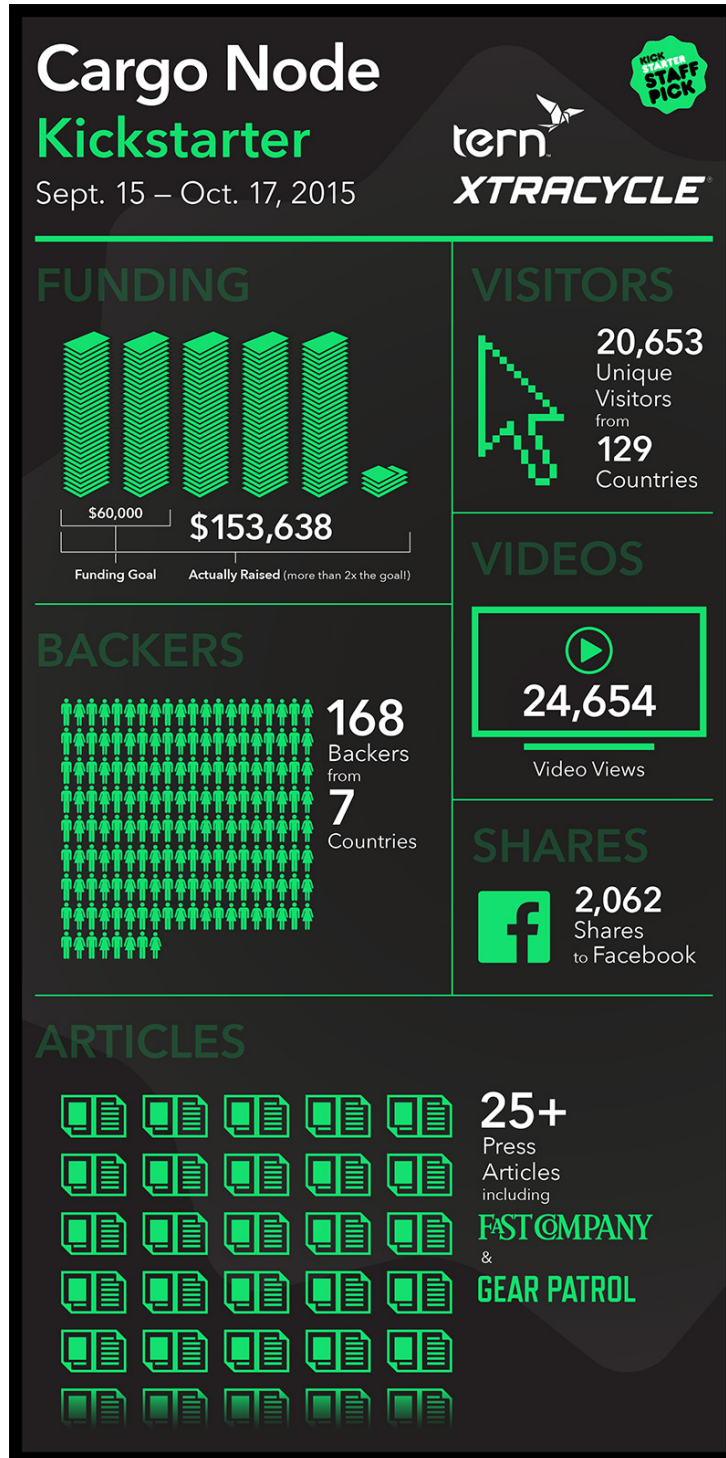 Cargo Node
Kickstarter
Sept. 15 – Oct. 17, 2015
KICK
STARTER
STAFF
PICK
tern™
XTRACYCLE®
FUNDING
$60,000
$153,638
Funding Goal
Actually Raised (more than 2x the goal!)
VISITORS
20,653
Unique
Visitors
from
129
Countries
VIDEOS
24,654
Video Views
BACKERS
168
Backers
from
7
Countries
SHARES
f
2,062
Shares
to Facebook
ARTICLES
25+
Press
Articles
including
FAST COMPANY
&
GEAR PATROL